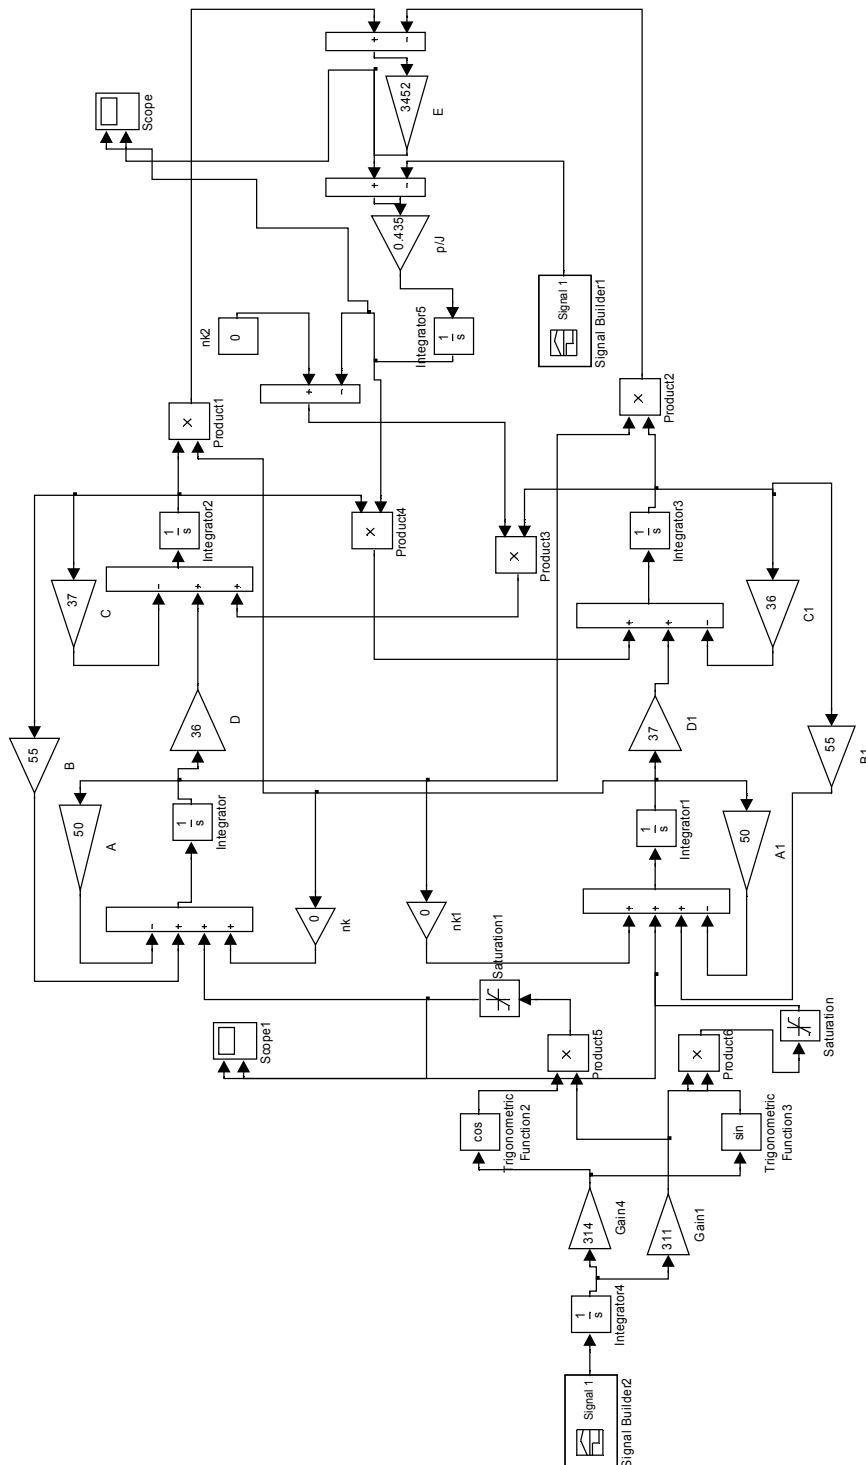 55
B
50
A
37
C
Scope
-
+
+
+
1
s
Integrator
36
D
-
+
+
1
s
Integrator2
×
Product1
Scope1
0
nk
0
nk2
+
-
+
-
3452
E
+
-
0.435
p/J
×
Product4
0
nk1
1
s
Integrator5
Saturation1
cos
Trigonometric
Function2
×
Product5
×
Product3
Signal 1
Signal Builder1
Signal 1
Signal Builder2
1
s
Integrator4
314
Gain4
311
Gain1
+
+
+
-
1
s
Integrator1
37
D1
+
+
-
1
s
Integrator3
×
Product2
×
Product6
sin
Trigonometric
Function3
50
A1
36
C1
Saturation
55
B1